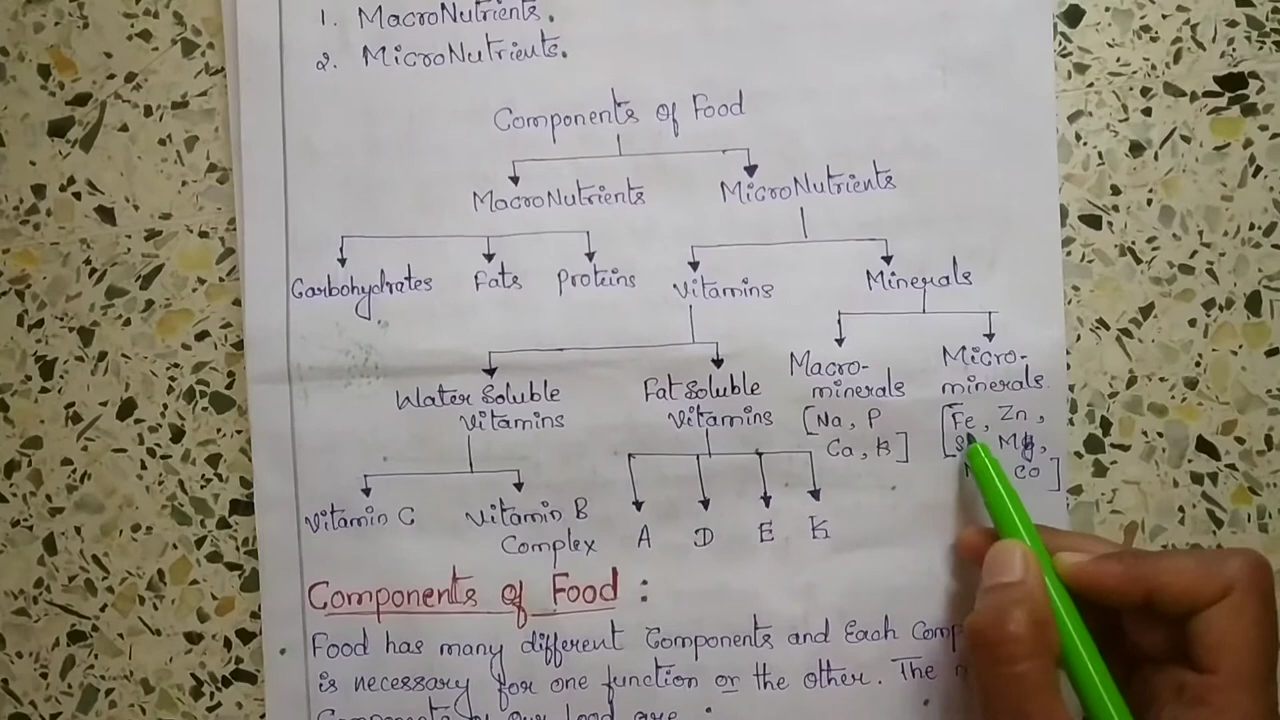 1. MacroNutrients.
2. MicroNutrients.
Components of Food
MacroNutrients MicroNutrients
Carbohydrates Fats Proteins Vitamins Minerals
Water Soluble Vitamins
Fat Soluble Vitamins
Macro-minerals
[Na, P
Ca, K]
Micro-minerals.
[Fe, Zn,
Mg,
Co]
Vitamin C Vitamin B Complex A D E K
Components of Food :
Food has many different Components and Each
is necessary for one function or the other. The